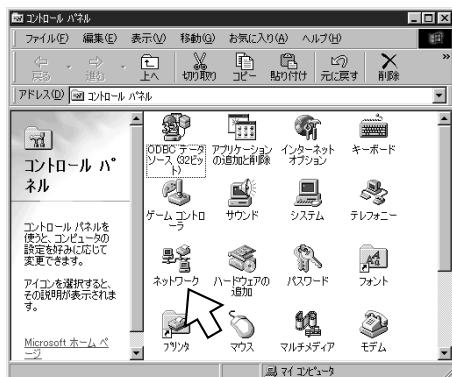 コントロール パネル
ファイル(F) 編集(E) 表示(V) 移動(G) お気に入り(A) ヘルプ(H)
戻る 進む 上へ 切り取り コピー 貼り付け 元に戻す 削除 »
アドレス(D) コントロール パネル
コントロール パ
ネル
コントロール パネルを
使うと、コンピュータの
設定を好みに応じて
変更できます。
アイコンを選択すると、
その説明が表示されま
す。
Microsoft ホーム ペ
ージ
ODBC データ
ソース (32ビッ
ト)
アプリケーション
の追加と削除
インターネット
オプション
キーボード
ゲーム コントロ
ーラ
サウンド
システム
テレフォニー
ネットワーク
ハードウェアの
追加
パスワード
フォント
プリンタ
マウス
マルチメディア
モデム
マイ コンピュータ